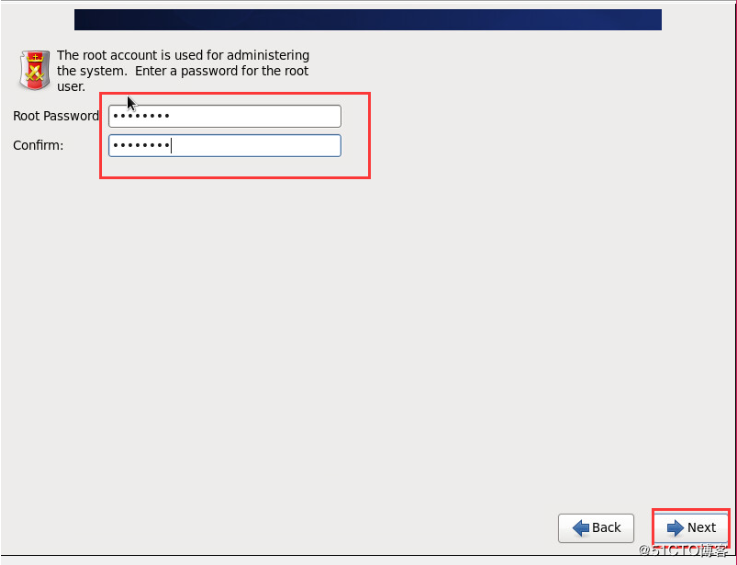 The root account is used for administering
the system.  Enter a password for the root
user.
Root Password
••••••••
Confirm:
••••••••
Back
Next
@51CTO博客